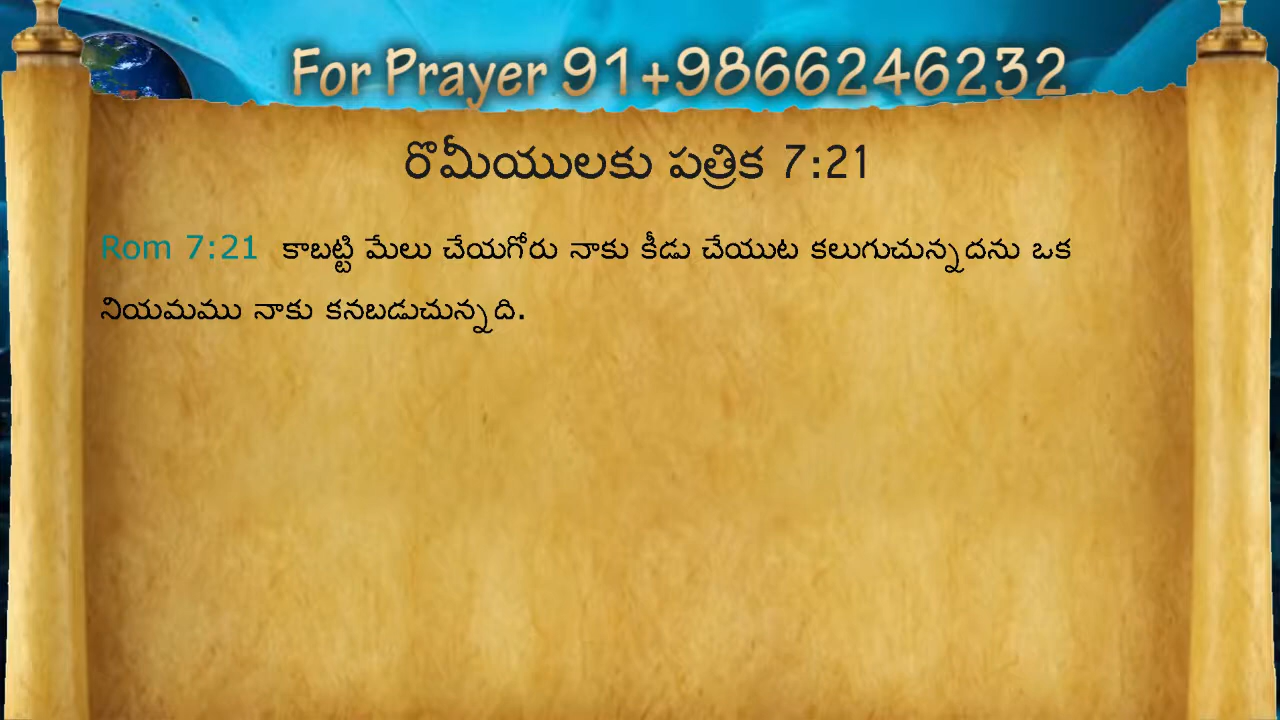 For Prayer 91+9866246232
రొమీయులకు పత్రిక 7:21
Rom 7:21 కాబట్టి మేలు చేయగోరు నాకు కీడు చేయుట కలుగుచున్నదను ఒక
నియమము నాకు కనబడుచున్నది.